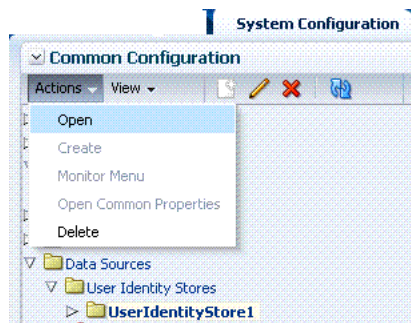 System Configuration
Common Configuration
Actions View
Open
Create
Monitor Menu
Open Common Properties
Delete
Data Sources
User Identity Stores
UserIdentityStore1